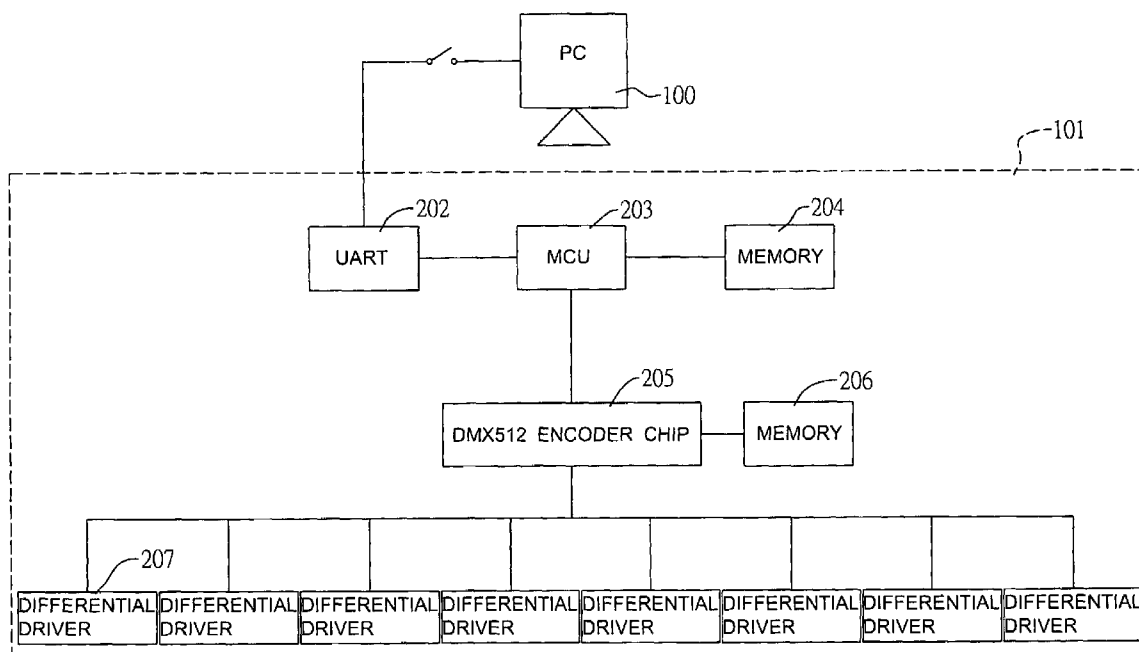 PC
100
101
202
203
204
UART
MCU
MEMORY
205
206
DMX512 ENCODER CHIP
MEMORY
207
DIFFERENTIAL
DRIVER
DIFFERENTIAL
DRIVER
DIFFERENTIAL
DRIVER
DIFFERENTIAL
DRIVER
DIFFERENTIAL
DRIVER
DIFFERENTIAL
DRIVER
DIFFERENTIAL
DRIVER
DIFFERENTIAL
DRIVER